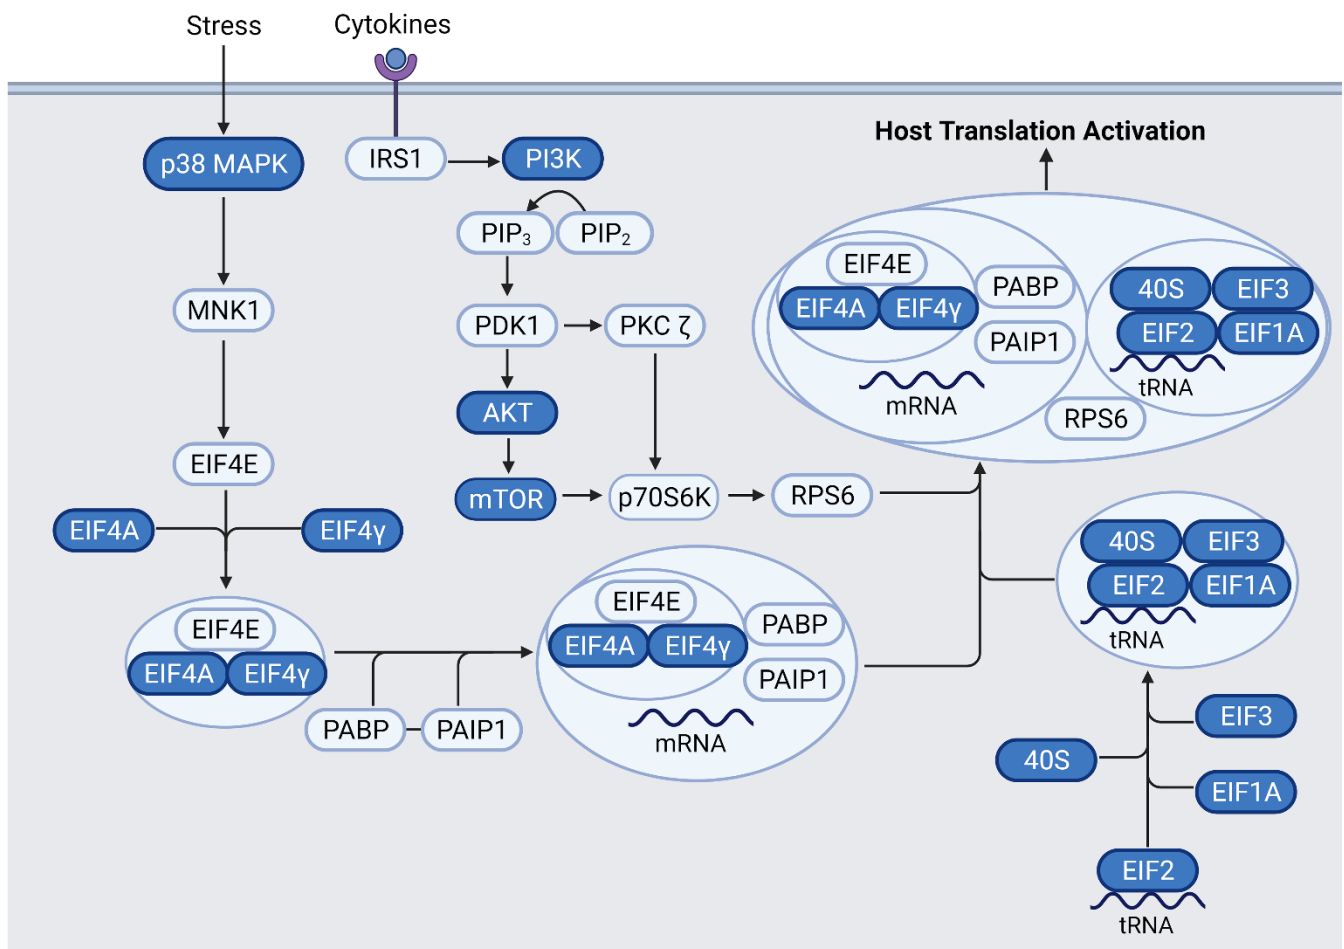 Stress
Cytokines
p38 MAPK
IRS1
PI3K
Host Translation Activation
PIP₃
PIP₂
MNK1
PDK1
PKC ζ
AKT
EIF4E
mTOR
p70S6K
RPS6
EIF4A
EIF4γ
EIF4E
EIF4A
EIF4γ
PABP
PAIP1
EIF4E
EIF4A
EIF4γ
PABP
PAIP1
mRNA
EIF4E
EIF4A
EIF4γ
PABP
PAIP1
mRNA
40S
EIF3
EIF2
EIF1A
tRNA
RPS6
40S
EIF3
EIF2
EIF1A
tRNA
EIF3
40S
EIF1A
EIF2
tRNA